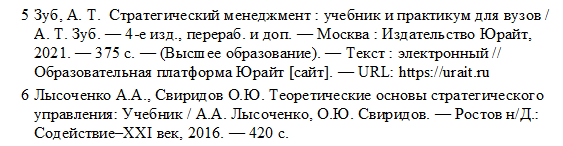 5 Зуб, А. Т. Стратегический менеджмент : учебник и практикум для вузов /
А. Т. Зуб. — 4-е изд., перераб. и доп. — Москва : Издательство Юрайт,
2021. — 375 с. — (Высшее образование). — Текст : электронный //
Образовательная платформа Юрайт [сайт]. — URL: https://urait.ru
6 Лысоченко А.А., Свиридов О.Ю. Теоретические основы стратегического
управления: Учебник / А.А. Лысоченко, О.Ю. Свиридов. — Ростов н/Д.:
Содействие–XXI век, 2016. — 420 с.